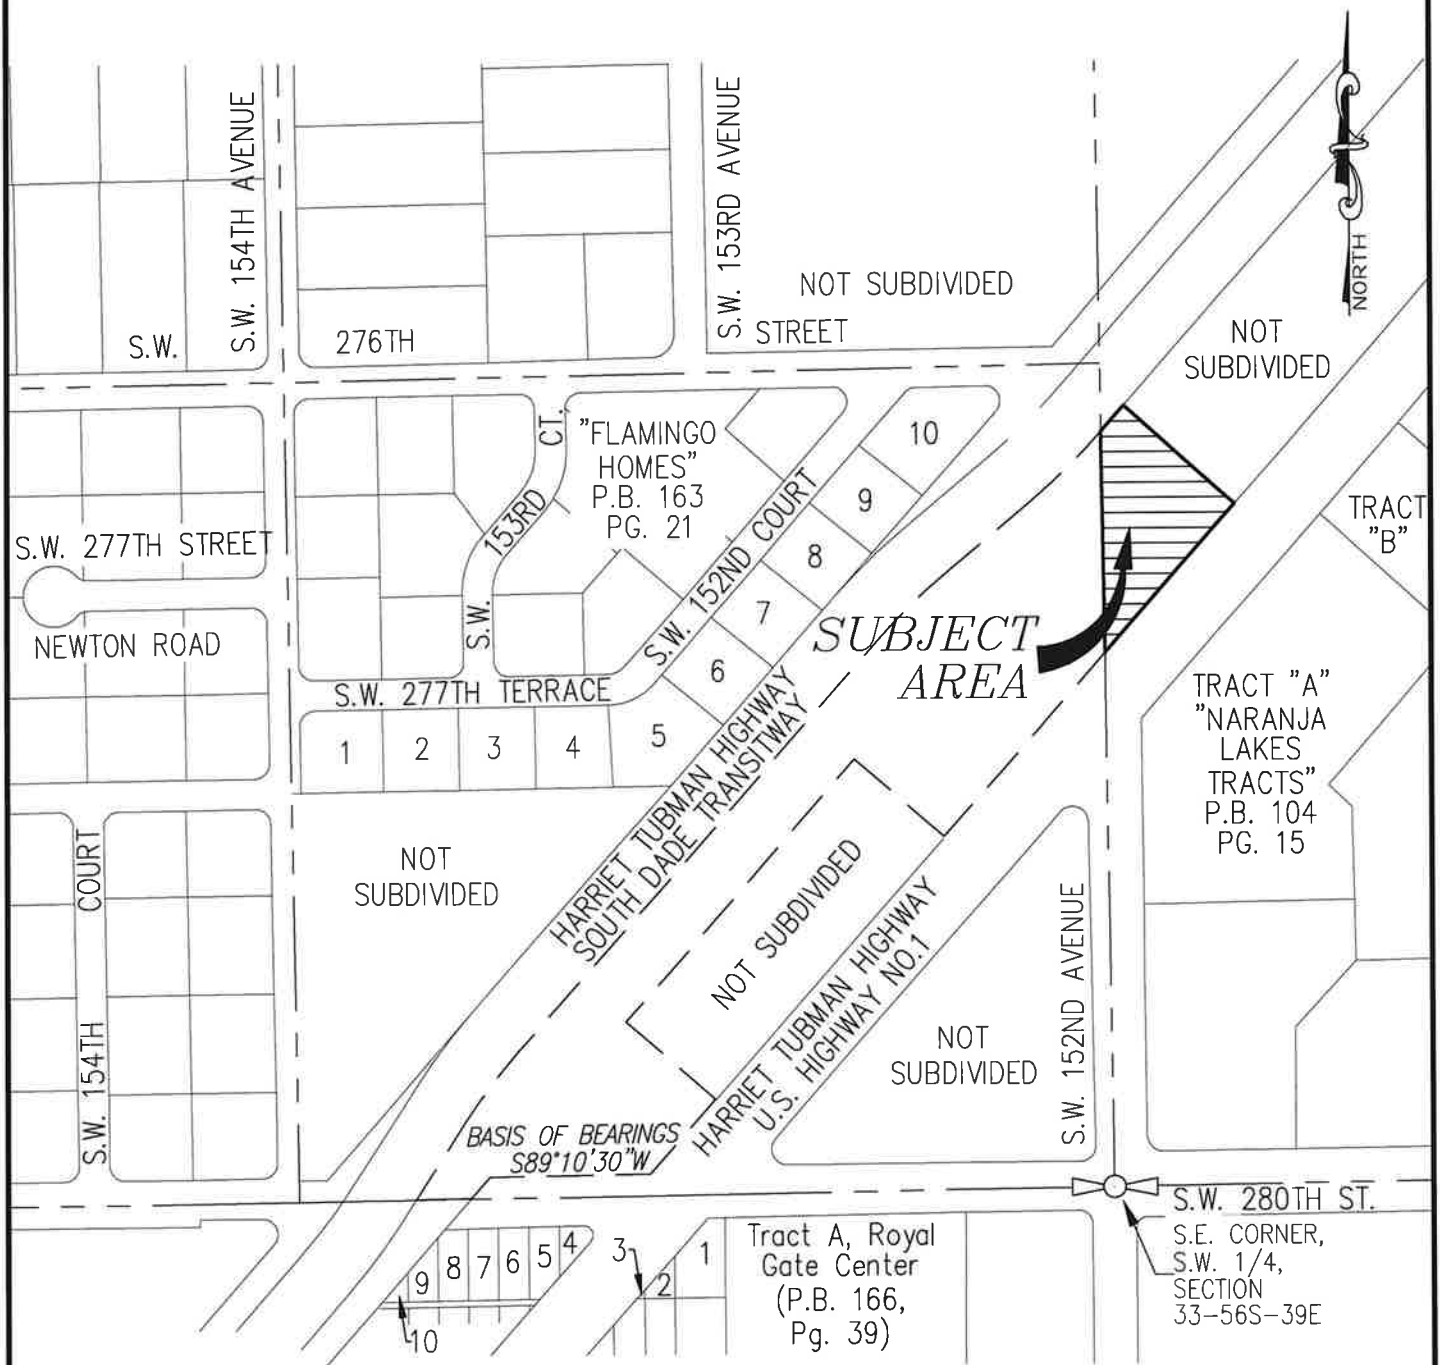 S.W. 154TH AVENUE
S.W. 153RD AVENUE
NORTH
NOT SUBDIVIDED
S.W.
276TH
STREET
NOT
SUBDIVIDED
CT.
153RD
S.W.
"FLAMINGO
HOMES"
P.B. 163
PG. 21
10
9
8
7
6
5
S.W. 152ND COURT
TRACT
"B"
S.W. 277TH STREET
NEWTON ROAD
SUBJECT
AREA
S.W. 277TH TERRACE
1
2
3
4
HARRIET TUBMAN HIGHWAY
SOUTH DADE TRANSITWAY
TRACT "A"
"NARANJA
LAKES
TRACTS"
P.B. 104
PG. 15
NOT
SUBDIVIDED
S.W. 154TH COURT
NOT SUBDIVIDED
HARRIET TUBMAN HIGHWAY
U.S. HIGHWAY NO.1
S.W. 152ND AVENUE
NOT
SUBDIVIDED
BASIS OF BEARINGS
S89°10'30"W
S.W. 280TH ST.
S.E. CORNER,
S.W. 1/4,
SECTION
33-56S-39E
9
8
7
6
5
4
10
3
2
1
Tract A, Royal
Gate Center
(P.B. 166,
Pg. 39)